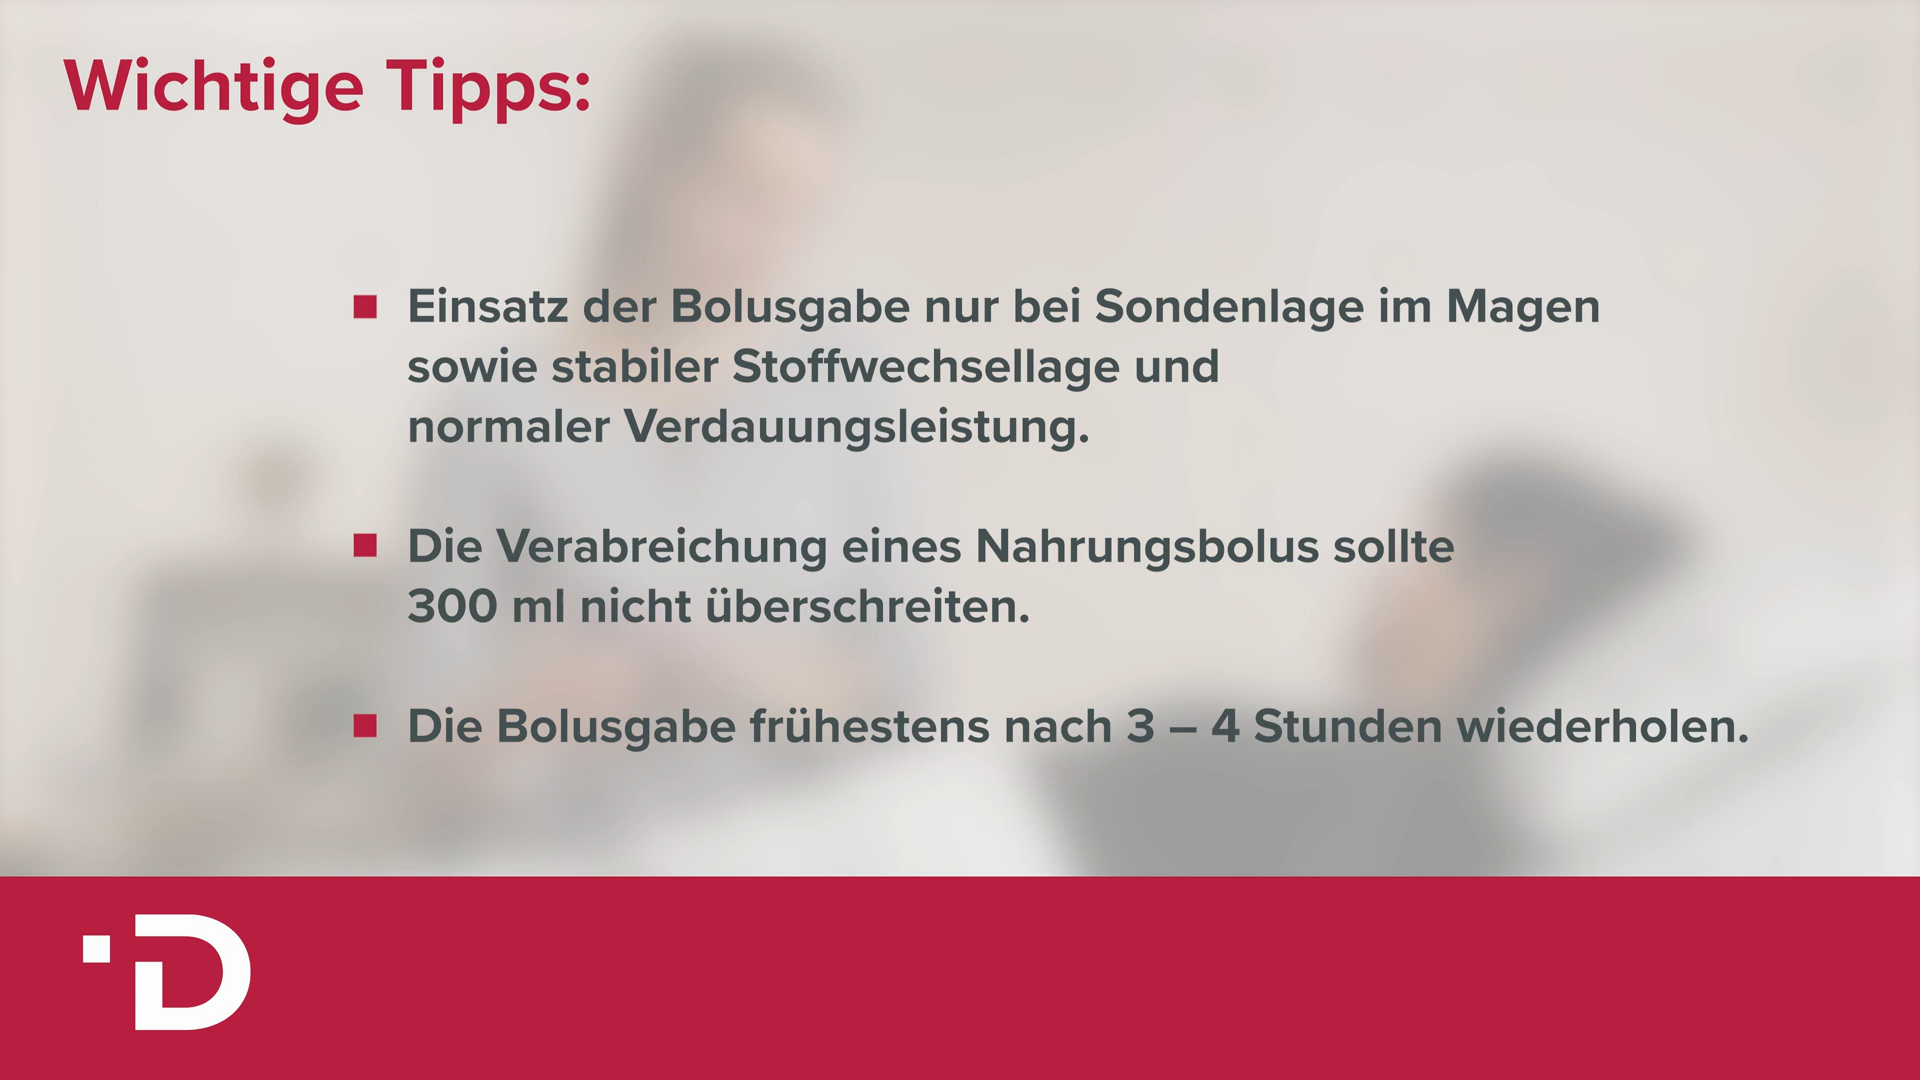 Wichtige Tipps:
Einsatz der Bolusgabe nur bei Sondenlage im Magen
sowie stabiler Stoffwechsellage und
normaler Verdauungsleistung.
Die Verabreichung eines Nahrungsbolus sollte
300 ml nicht überschreiten.
Die Bolusgabe frühestens nach 3 – 4 Stunden wiederholen.
D